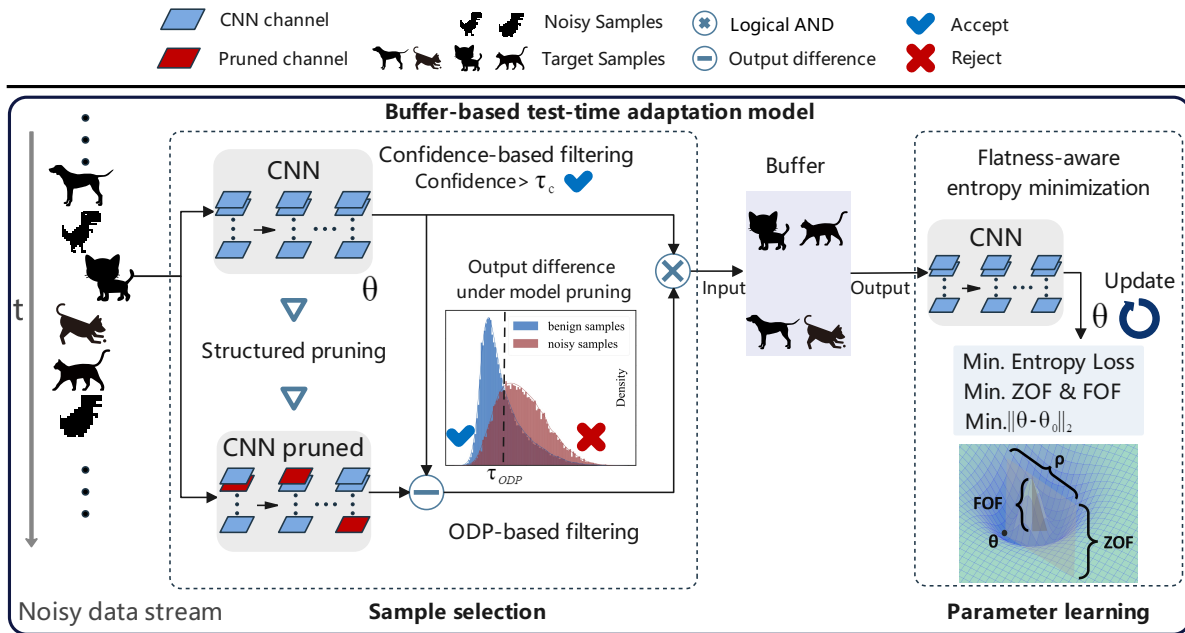 CNN channel
Noisy Samples
Logical AND
Accept
Pruned channel
Target Samples
Output difference
Reject
Buffer-based test-time adaptation model
t
Noisy data stream
CNN
θ
Confidence-based filtering
Confidence> τc
Structured pruning
CNN pruned
Output difference
under model pruning
benign samples
noisy samples
Density
τODP
ODP-based filtering
Sample selection
Input
Buffer
Output
Flatness-aware
entropy minimization
CNN
θ
Update
Min. Entropy Loss
Min. ZOF & FOF
Min.||θ-θ0||2
ρ
FOF
θ
ZOF
Parameter learning